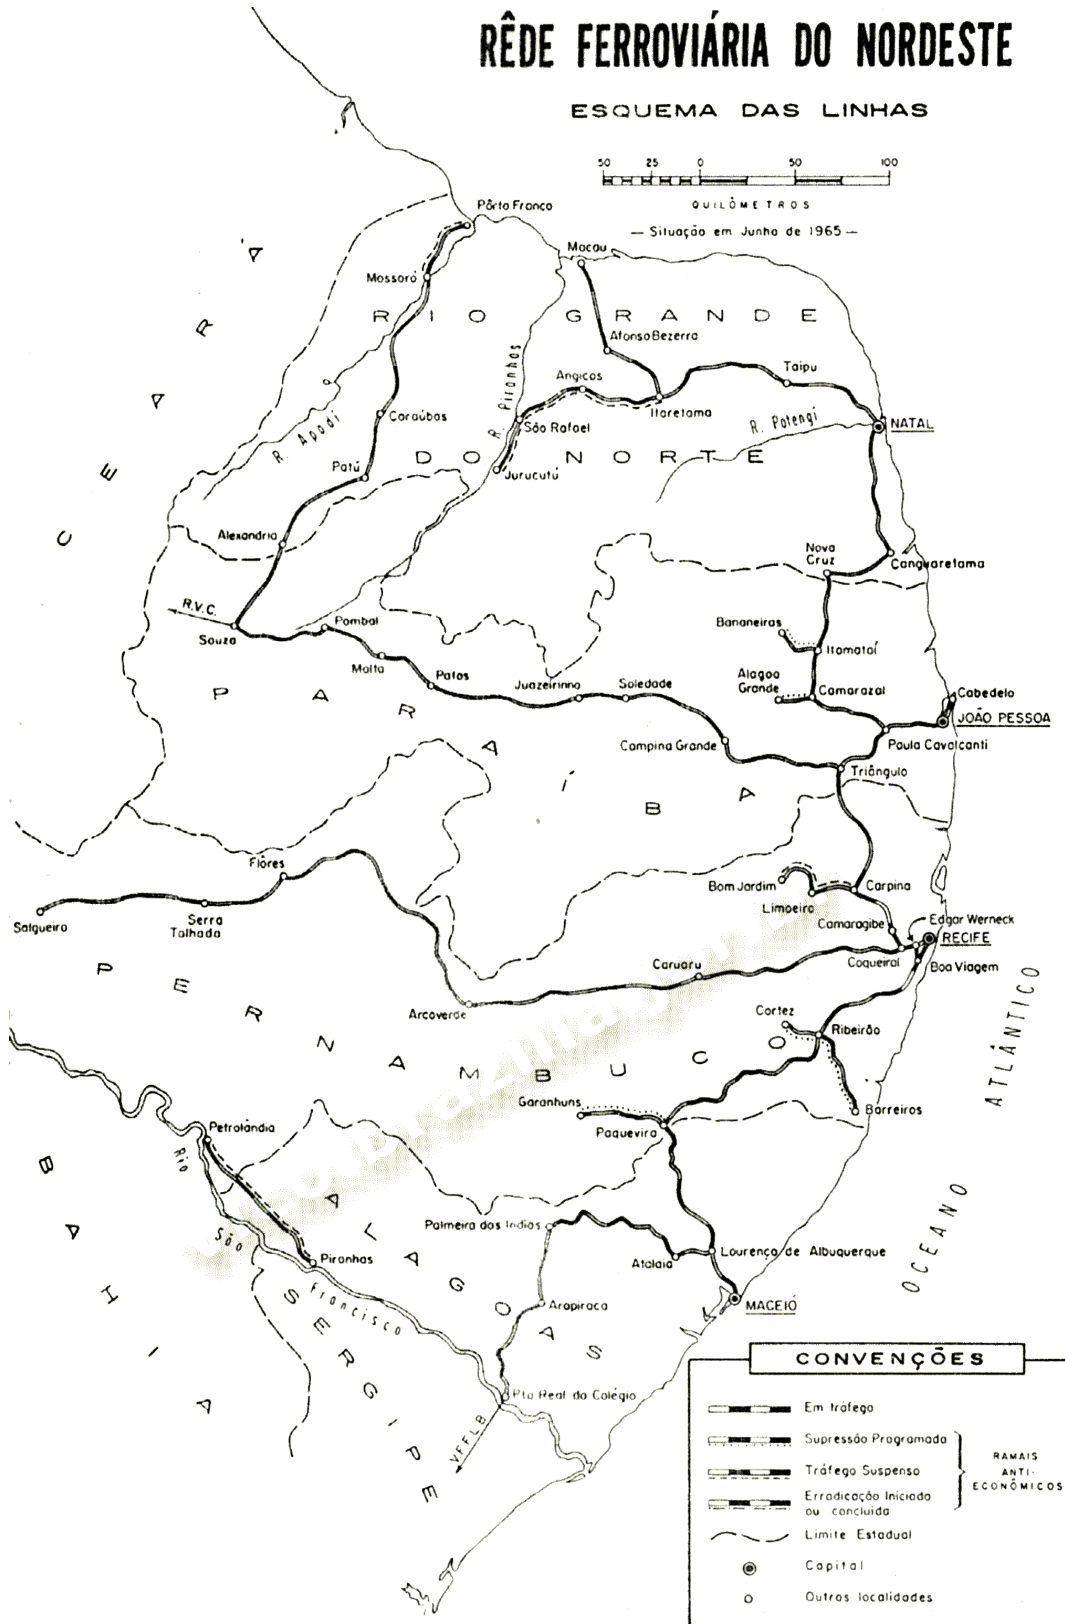 RÊDE FERROVIÁRIA DO NORDESTE
ESQUEMA DAS LINHAS
50 25 0 50 100
QUILÔMETROS
— Situação em Junho de 1965 —
Pôrto Franco
Macau
Mossoró
RIO GRANDE
Afonso Bezerra
Taipu
Angicos
R. Piranhas
Itaretama
Caraúbas
São Rafael
R. Potengí
NATAL
R. Apodí
DO NORTE
Patú
Jurucutú
CEARÁ
Alexandria
Nova
Cruz
Canguaretama
R.V.C.
Souza
Pombal
Bananeiras
Itamataí
Malta
Patos
Juazeirinho
Soledade
Alagoa
Grande
Camarazal
Cabedelo
JOÃO PESSOA
PARAÍBA
Campina Grande
Paula Cavalcanti
Triângulo
Flôres
Bom Jardim
Carpina
Limoeiro
Salgueiro
Serra
Talhada
Camaragibe
Edgar Werneck
RECIFE
Coqueiral
Boa Viagem
Caruaru
Arcoverde
PERNAMBUCO
Cortez
Ribeirão
Garanhuns
Barreiros
Paquevira
OCEANO ATLÂNTICO
Petrolândia
Rio São Francisco
BAHIA
ALAGOAS
Palmeira dos Indios
Piranhas
Atalaia
Lourenço de Albuquerque
Arapiraca
MACEIÓ
SERGIPE
Pto Real do Colégio
VFFLB
CONVENÇÕES
Em tráfego
Supressão Programada
Tráfego Suspenso
Erradicação Iniciada
ou concluida
RAMAIS
ANTI-
ECONÔMICOS
Limite Estadual
Capital
Outras localidades